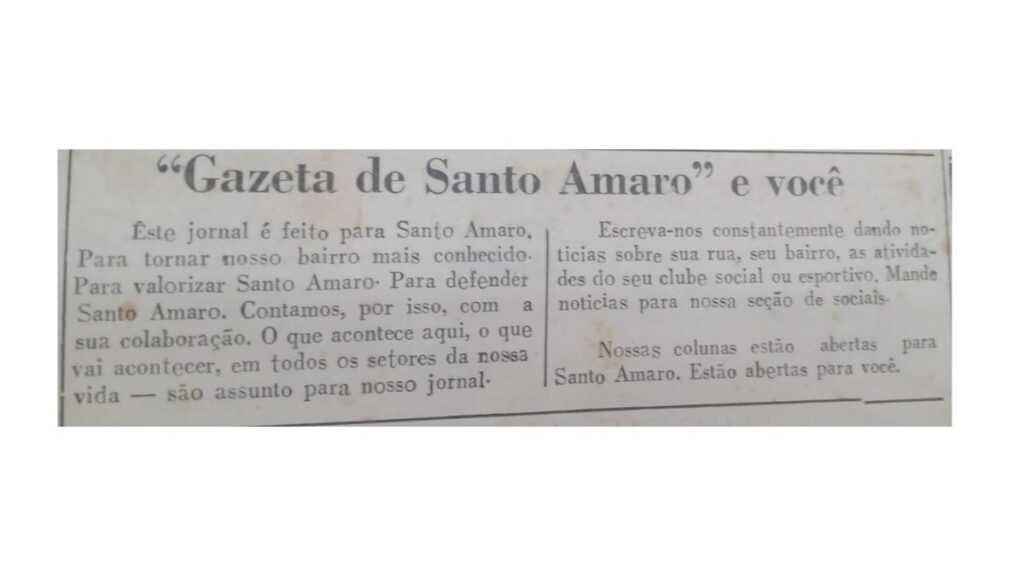 “Gazeta de Santo Amaro” e você
Êste jornal é feito para Santo Amaro.
Para tornar nosso bairro mais conhecido.
Para valorizar Santo Amaro. Para defender
Santo Amaro. Contamos, por isso, com a
sua colaboração. O que acontece aqui, o que
vai acontecer, em todos os setores da nossa
vida — são assunto para nosso jornal.
Escreva-nos constantemente dando no-
ticias sobre sua rua, seu bairro, as ativida-
des do seu clube social ou esportivo. Mande
noticias para nossa seção de sociais.
Nossas colunas estão abertas para
Santo Amaro. Estão abertas para você.